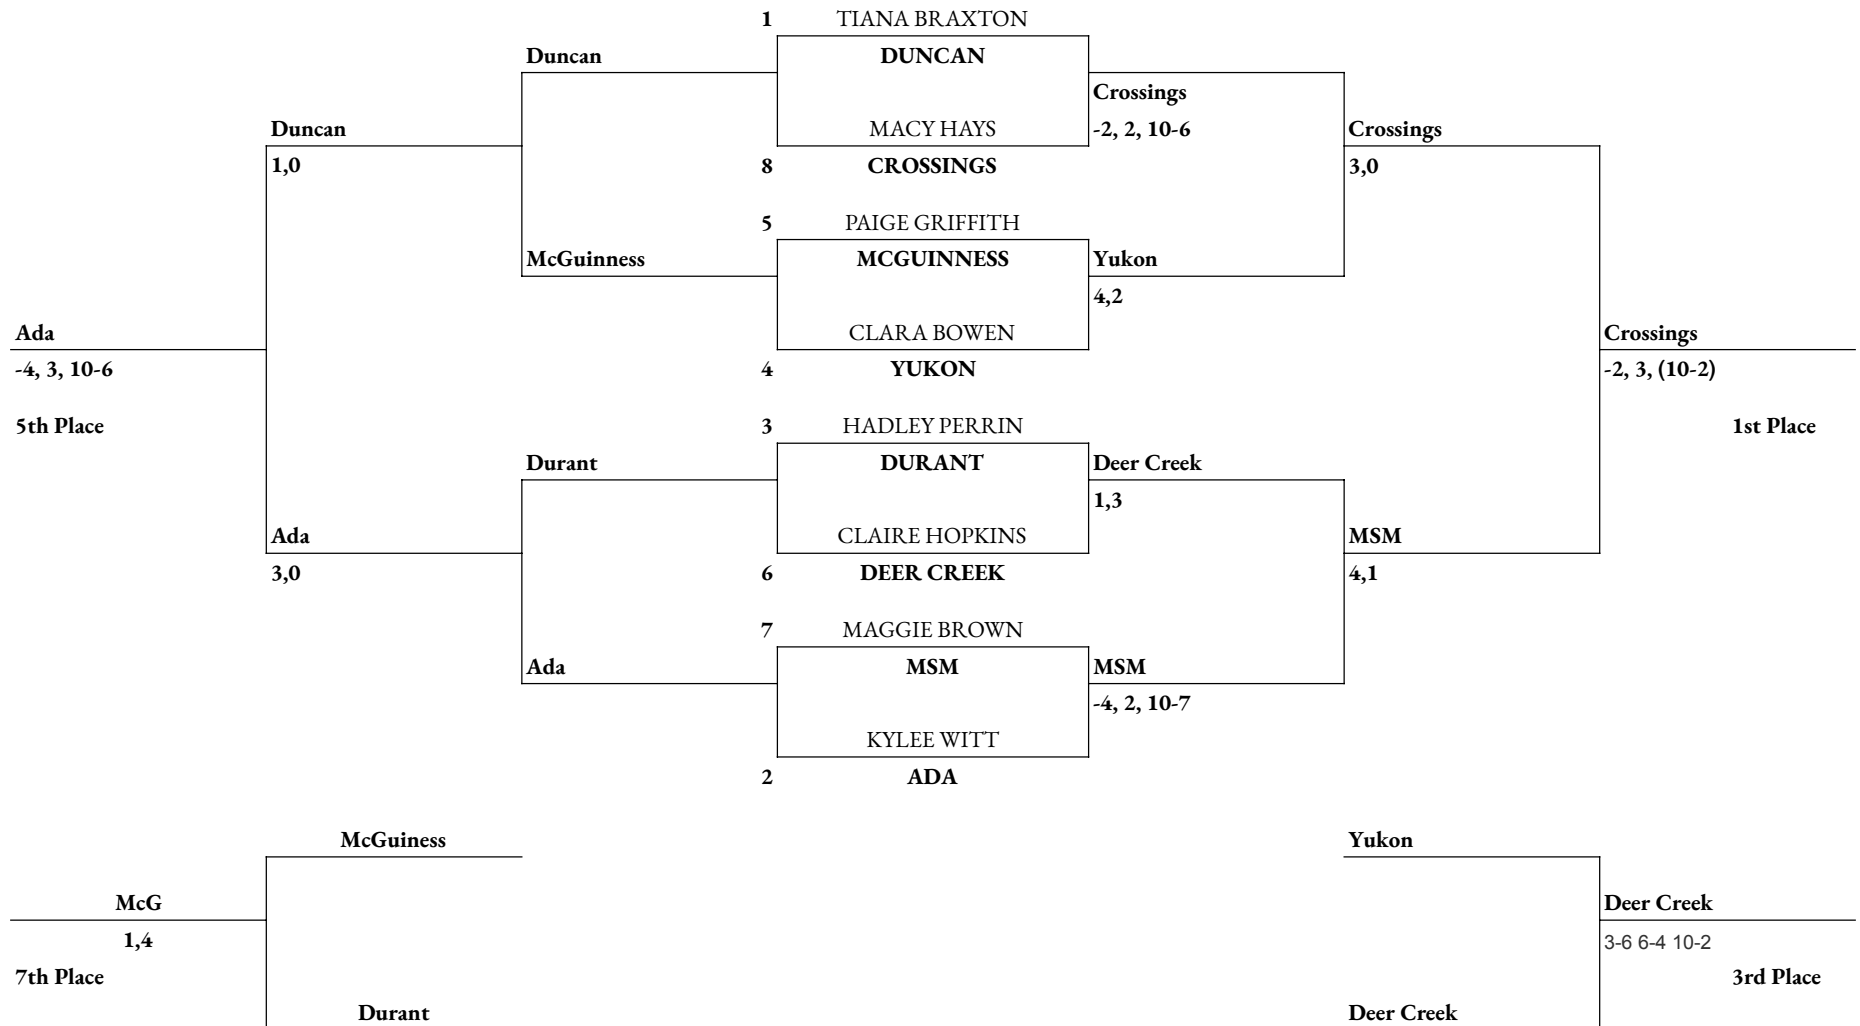 1 TIANA BRAXTON
Duncan DUNCAN
Crossings
Duncan MACY HAYS -2, 2, 10-6 Crossings
1,0 8 CROSSINGS 3,0
5 PAIGE GRIFFITH
McGuinness MCGUINNESS Yukon
4,2
Ada CLARA BOWEN Crossings
-4, 3, 10-6 4 YUKON -2, 3, (10-2)
5th Place 3 HADLEY PERRIN 1st Place
Durant DURANT Deer Creek
1,3
Ada CLAIRE HOPKINS MSM
3,0 6 DEER CREEK 4,1
7 MAGGIE BROWN
Ada MSM MSM
-4, 2, 10-7
KYLEE WITT
2 ADA
McGuiness Yukon
McG Deer Creek
1,4 3-6 6-4 10-2
7th Place 3rd Place
Durant Deer Creek